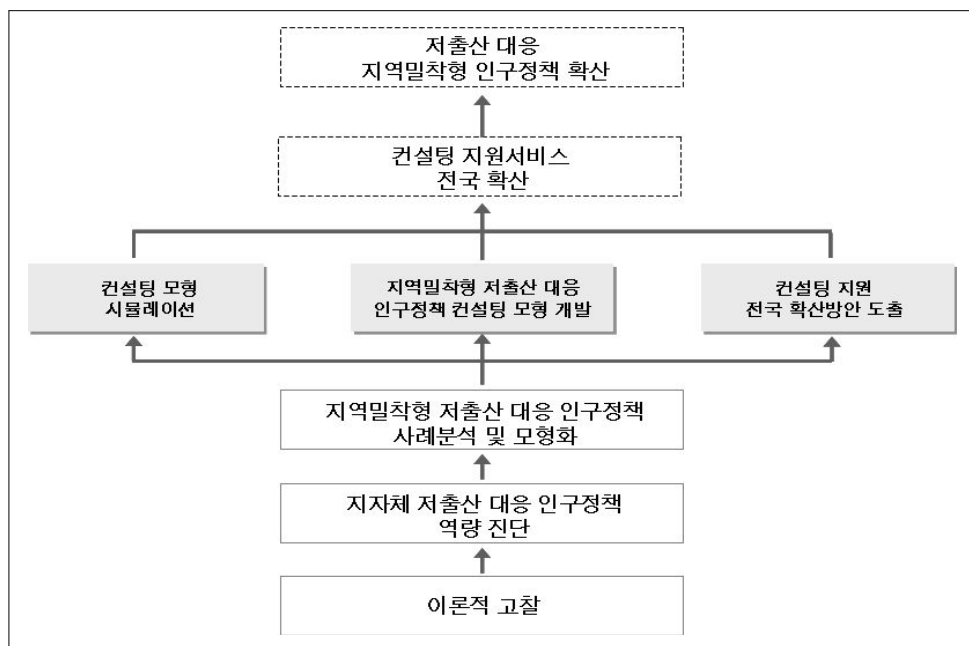 저출산 대응
지역밀착형 인구정책 확산
컨설팅 지원서비스
전국 확산
컨설팅 모형
시뮬레이션
지역밀착형 저출산 대응
인구정책 컨설팅 모형 개발
컨설팅 지원
전국 확산방안 도출
지역밀착형 저출산 대응 인구정책
사례분석 및 모형화
지자체 저출산 대응 인구정책
역량 진단
이론적 고찰